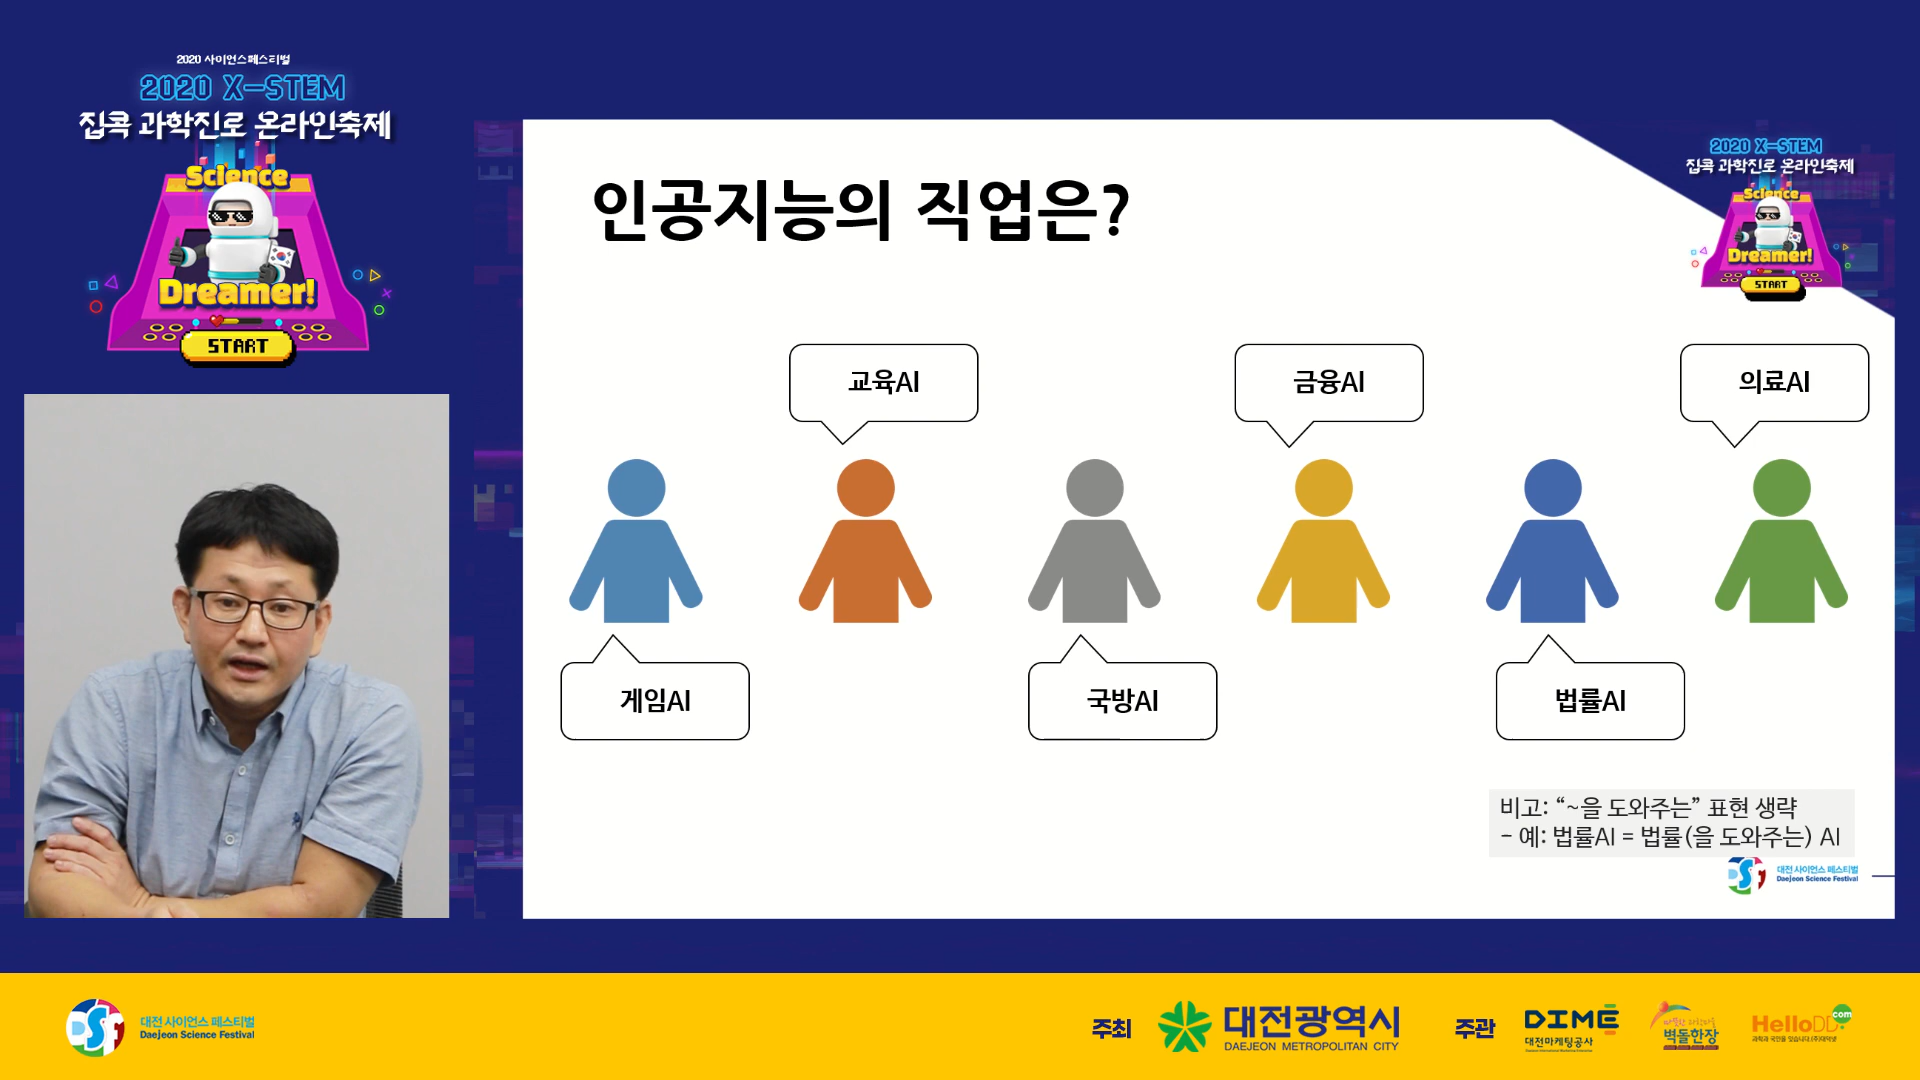 2020 사이언스페스티벌
2020 X-STEM
집콕 과학진로 온라인축제
Science
Dreamer!
START
인공지능의 직업은?
2020 X-STEM
집콕 과학진로 온라인축제
Science
Dreamer!
START
교육AI
금융AI
의료AI
게임AI
국방AI
법률AI
비고: “~을 도와주는” 표현 생략
- 예: 법률AI = 법률(을 도와주는) AI
DSf
대전 사이언스 페스티벌
Daejeon Science Festival
DSf
대전 사이언스 페스티벌
Daejeon Science Festival
주최
대전광역시
DAEJEON METROPOLITAN CITY
주관
DIME
대전마케팅공사
벽돌한장
HelloDD.com